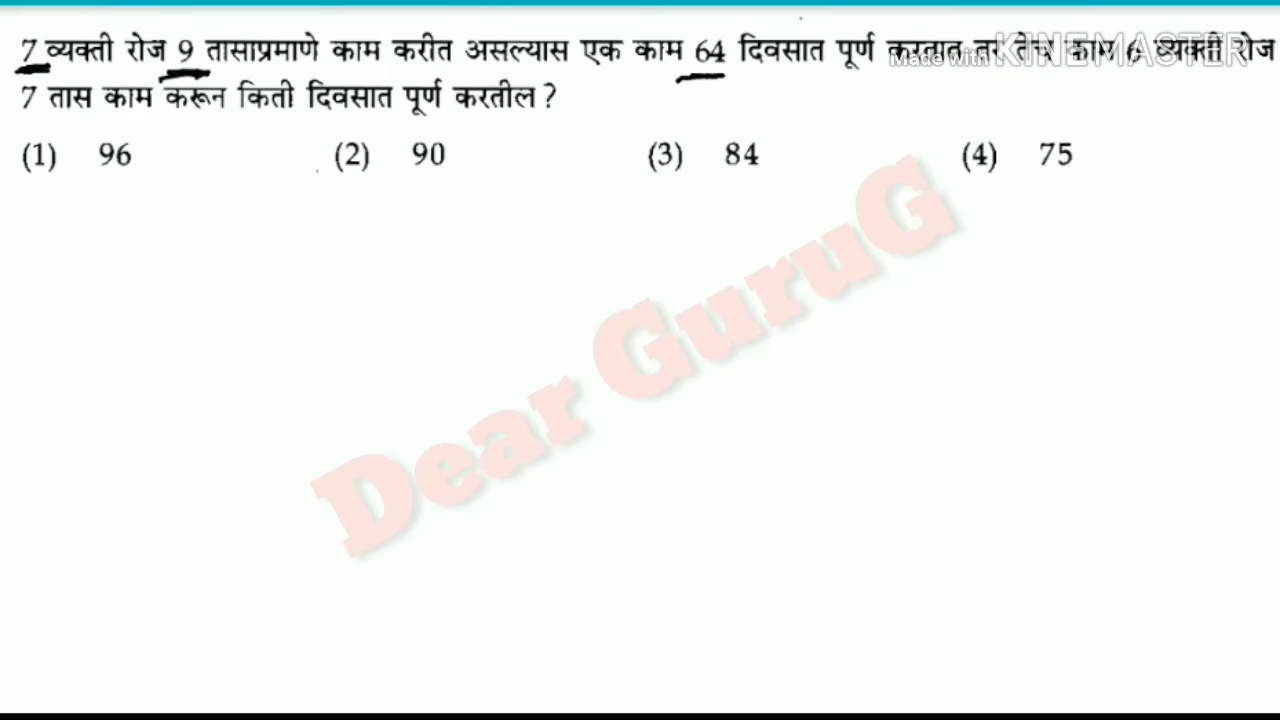 7 व्यक्ती रोज 9 तासाप्रमाणे काम करीत असल्यास एक काम 64 दिवसात पूर्ण करतात तर तेच काम 6 व्यक्ती रोज
Made with KINEMASTER
7 तास काम करून किती दिवसात पूर्ण करतील ?
(1) 96 (2) 90 (3) 84 (4) 75
Dear GuruG